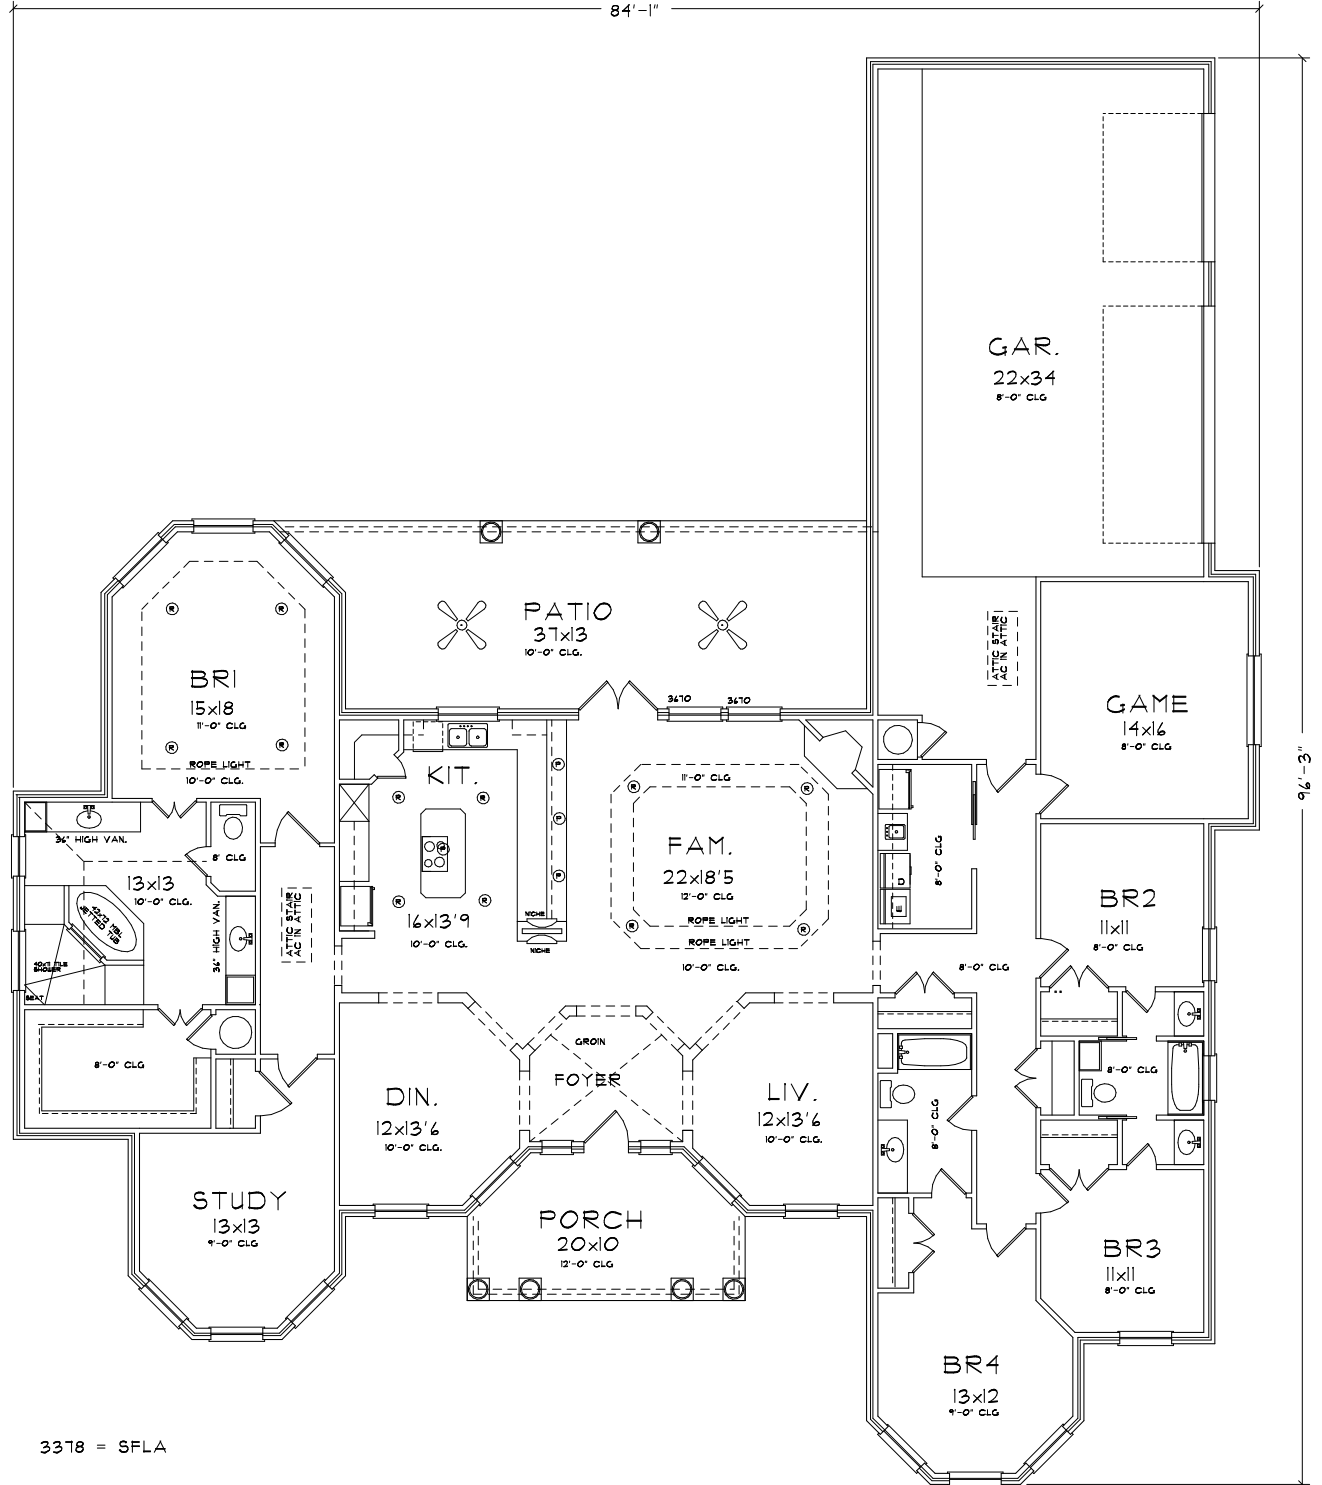 84'-1"
96'-3"
GAR.
22x34
8'-0" CLG
PATIO
37x13
10'-0" CLG.
3670
3670
ATTIC STAIR
AC IN ATTIC
GAME
14x16
8'-0" CLG
BR1
15x18
11'-0" CLG
ROPE LIGHT
10'-0" CLG.
KIT.
16x13'9
10'-0" CLG.
NICHE
NICHE
11'-0" CLG
FAM.
22x18'5
12'-0" CLG
ROPE LIGHT
ROPE LIGHT
10'-0" CLG.
8'-0" CLG
D
36" HIGH VAN.
8' CLG
13x13
10'-0" CLG.
42x72 MBL
JETTED TUB
36" HIGH VAN.
40x11 TILE
SHOWER
SEAT
ATTIC STAIR
AC IN ATTIC
8'-0" CLG
BR2
11x11
8'-0" CLG
8'-0" CLG
GROIN
FOYER
DIN.
12x13'6
10'-0" CLG.
LIV.
12x13'6
10'-0" CLG.
8'-0" CLG
8'-0" CLG
STUDY
13x13
9'-0" CLG
PORCH
20x10
12'-0" CLG
BR3
11x11
8'-0" CLG
BR4
13x12
9'-0" CLG
3378 = SFLA